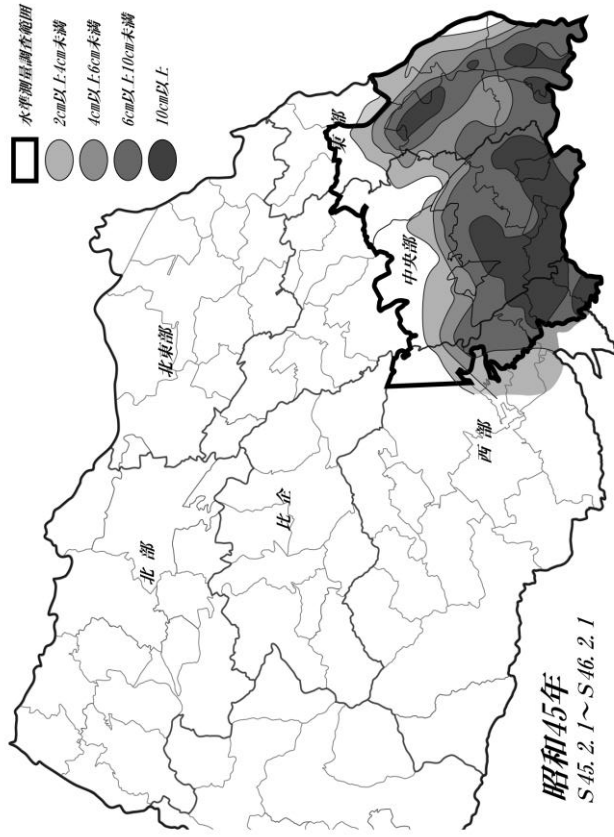 水準測量調査範囲
2cm以上4cm未満
4cm以上6cm未満
6cm以上10cm未満
10cm以上
北部
北東部
東部
比企
中央部
西部
昭和45年
S45.2.1～S46.2.1